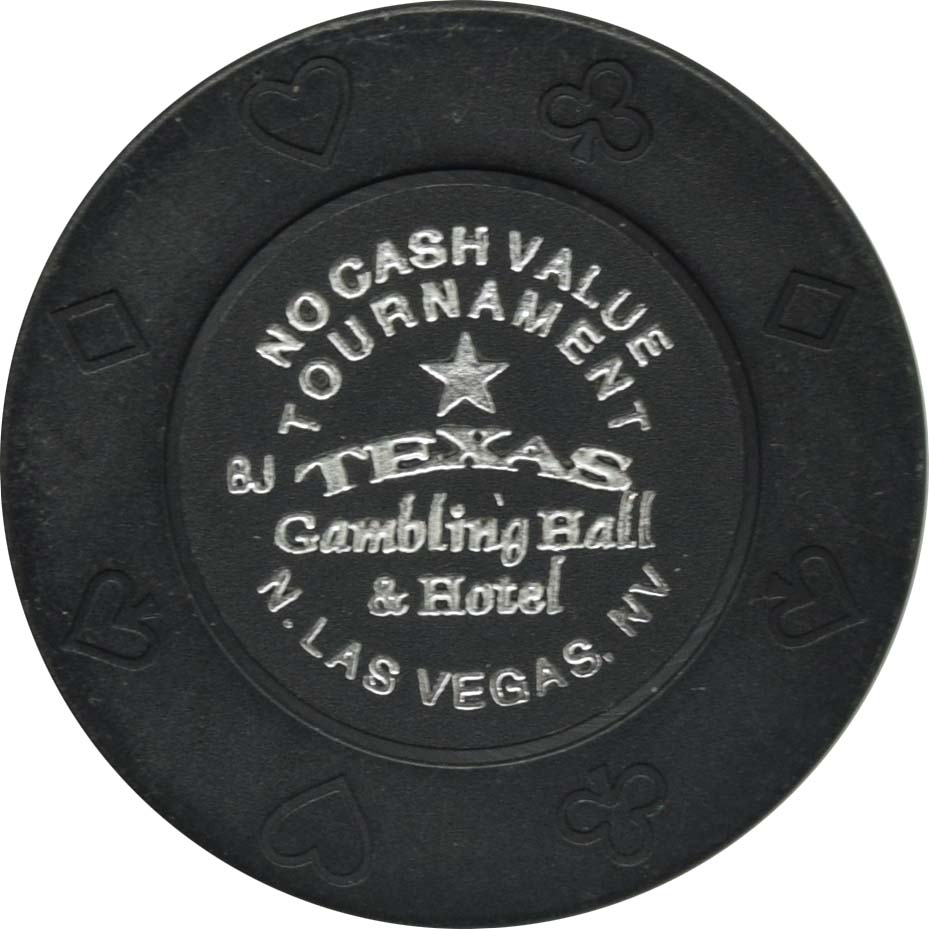 NO CASH VALUE
TOURNAMENT
BJ TEXAS
Gambling Hall
& Hotel
N. LAS VEGAS, NV